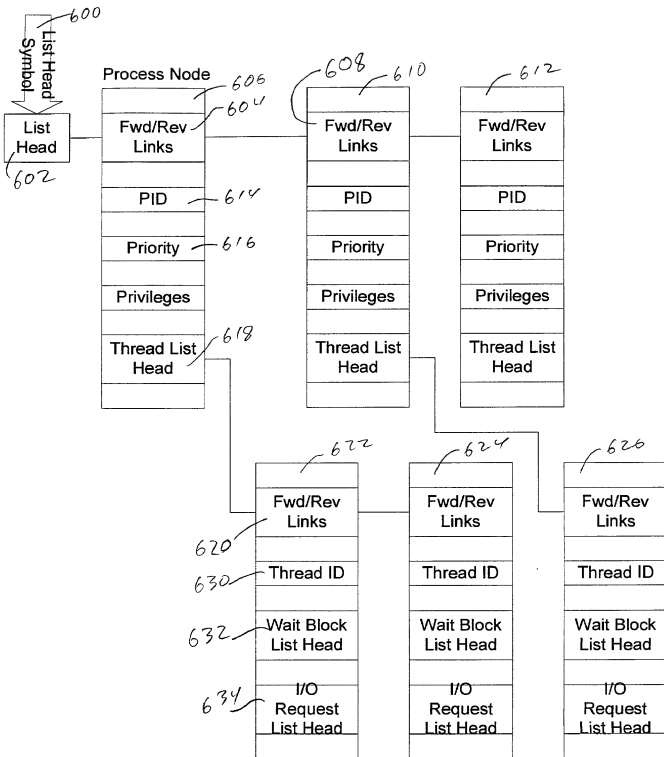 600
List Head
Symbol
Process Node
606
608
610
612
604
List
Head
602
Fwd/Rev
Links
Fwd/Rev
Links
Fwd/Rev
Links
PID
614
PID
PID
Priority
616
Priority
Priority
Privileges
Privileges
Privileges
618
Thread List
Head
Thread List
Head
Thread List
Head
622
624
626
Fwd/Rev
Links
Fwd/Rev
Links
Fwd/Rev
Links
620
630
Thread ID
Thread ID
Thread ID
632
Wait Block
List Head
Wait Block
List Head
Wait Block
List Head
634
I/O
Request
List Head
I/O
Request
List Head
I/O
Request
List Head